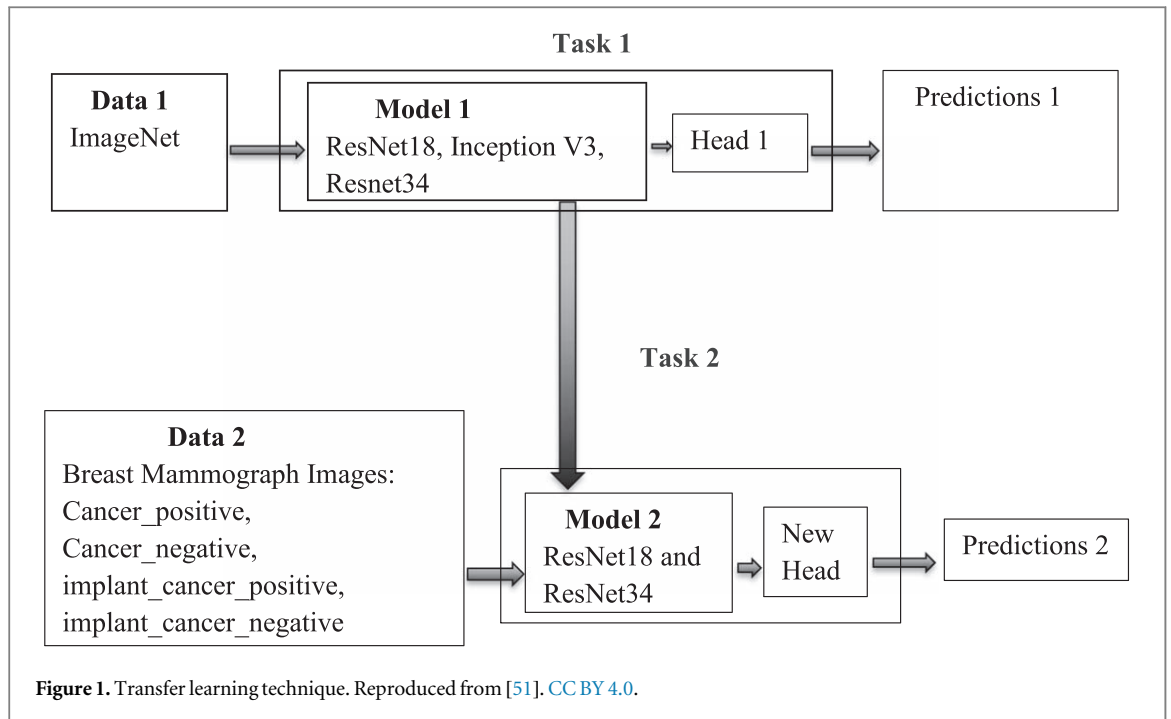 Task 1
Data 1
ImageNet
Model 1
ResNet18, Inception V3,
Resnet34
Head 1
Predictions 1
Task 2
Data 2
Breast Mammograph Images:
Cancer_positive,
Cancer_negative,
implant_cancer_positive,
implant_cancer_negative
Model 2
ResNet18 and
ResNet34
New
Head
Predictions 2
Figure 1. Transfer learning technique. Reproduced from [51]. CC BY 4.0.